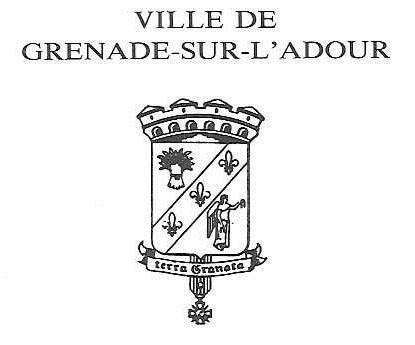 VILLE DE
GRENADE-SUR-L'ADOUR
terra Granata